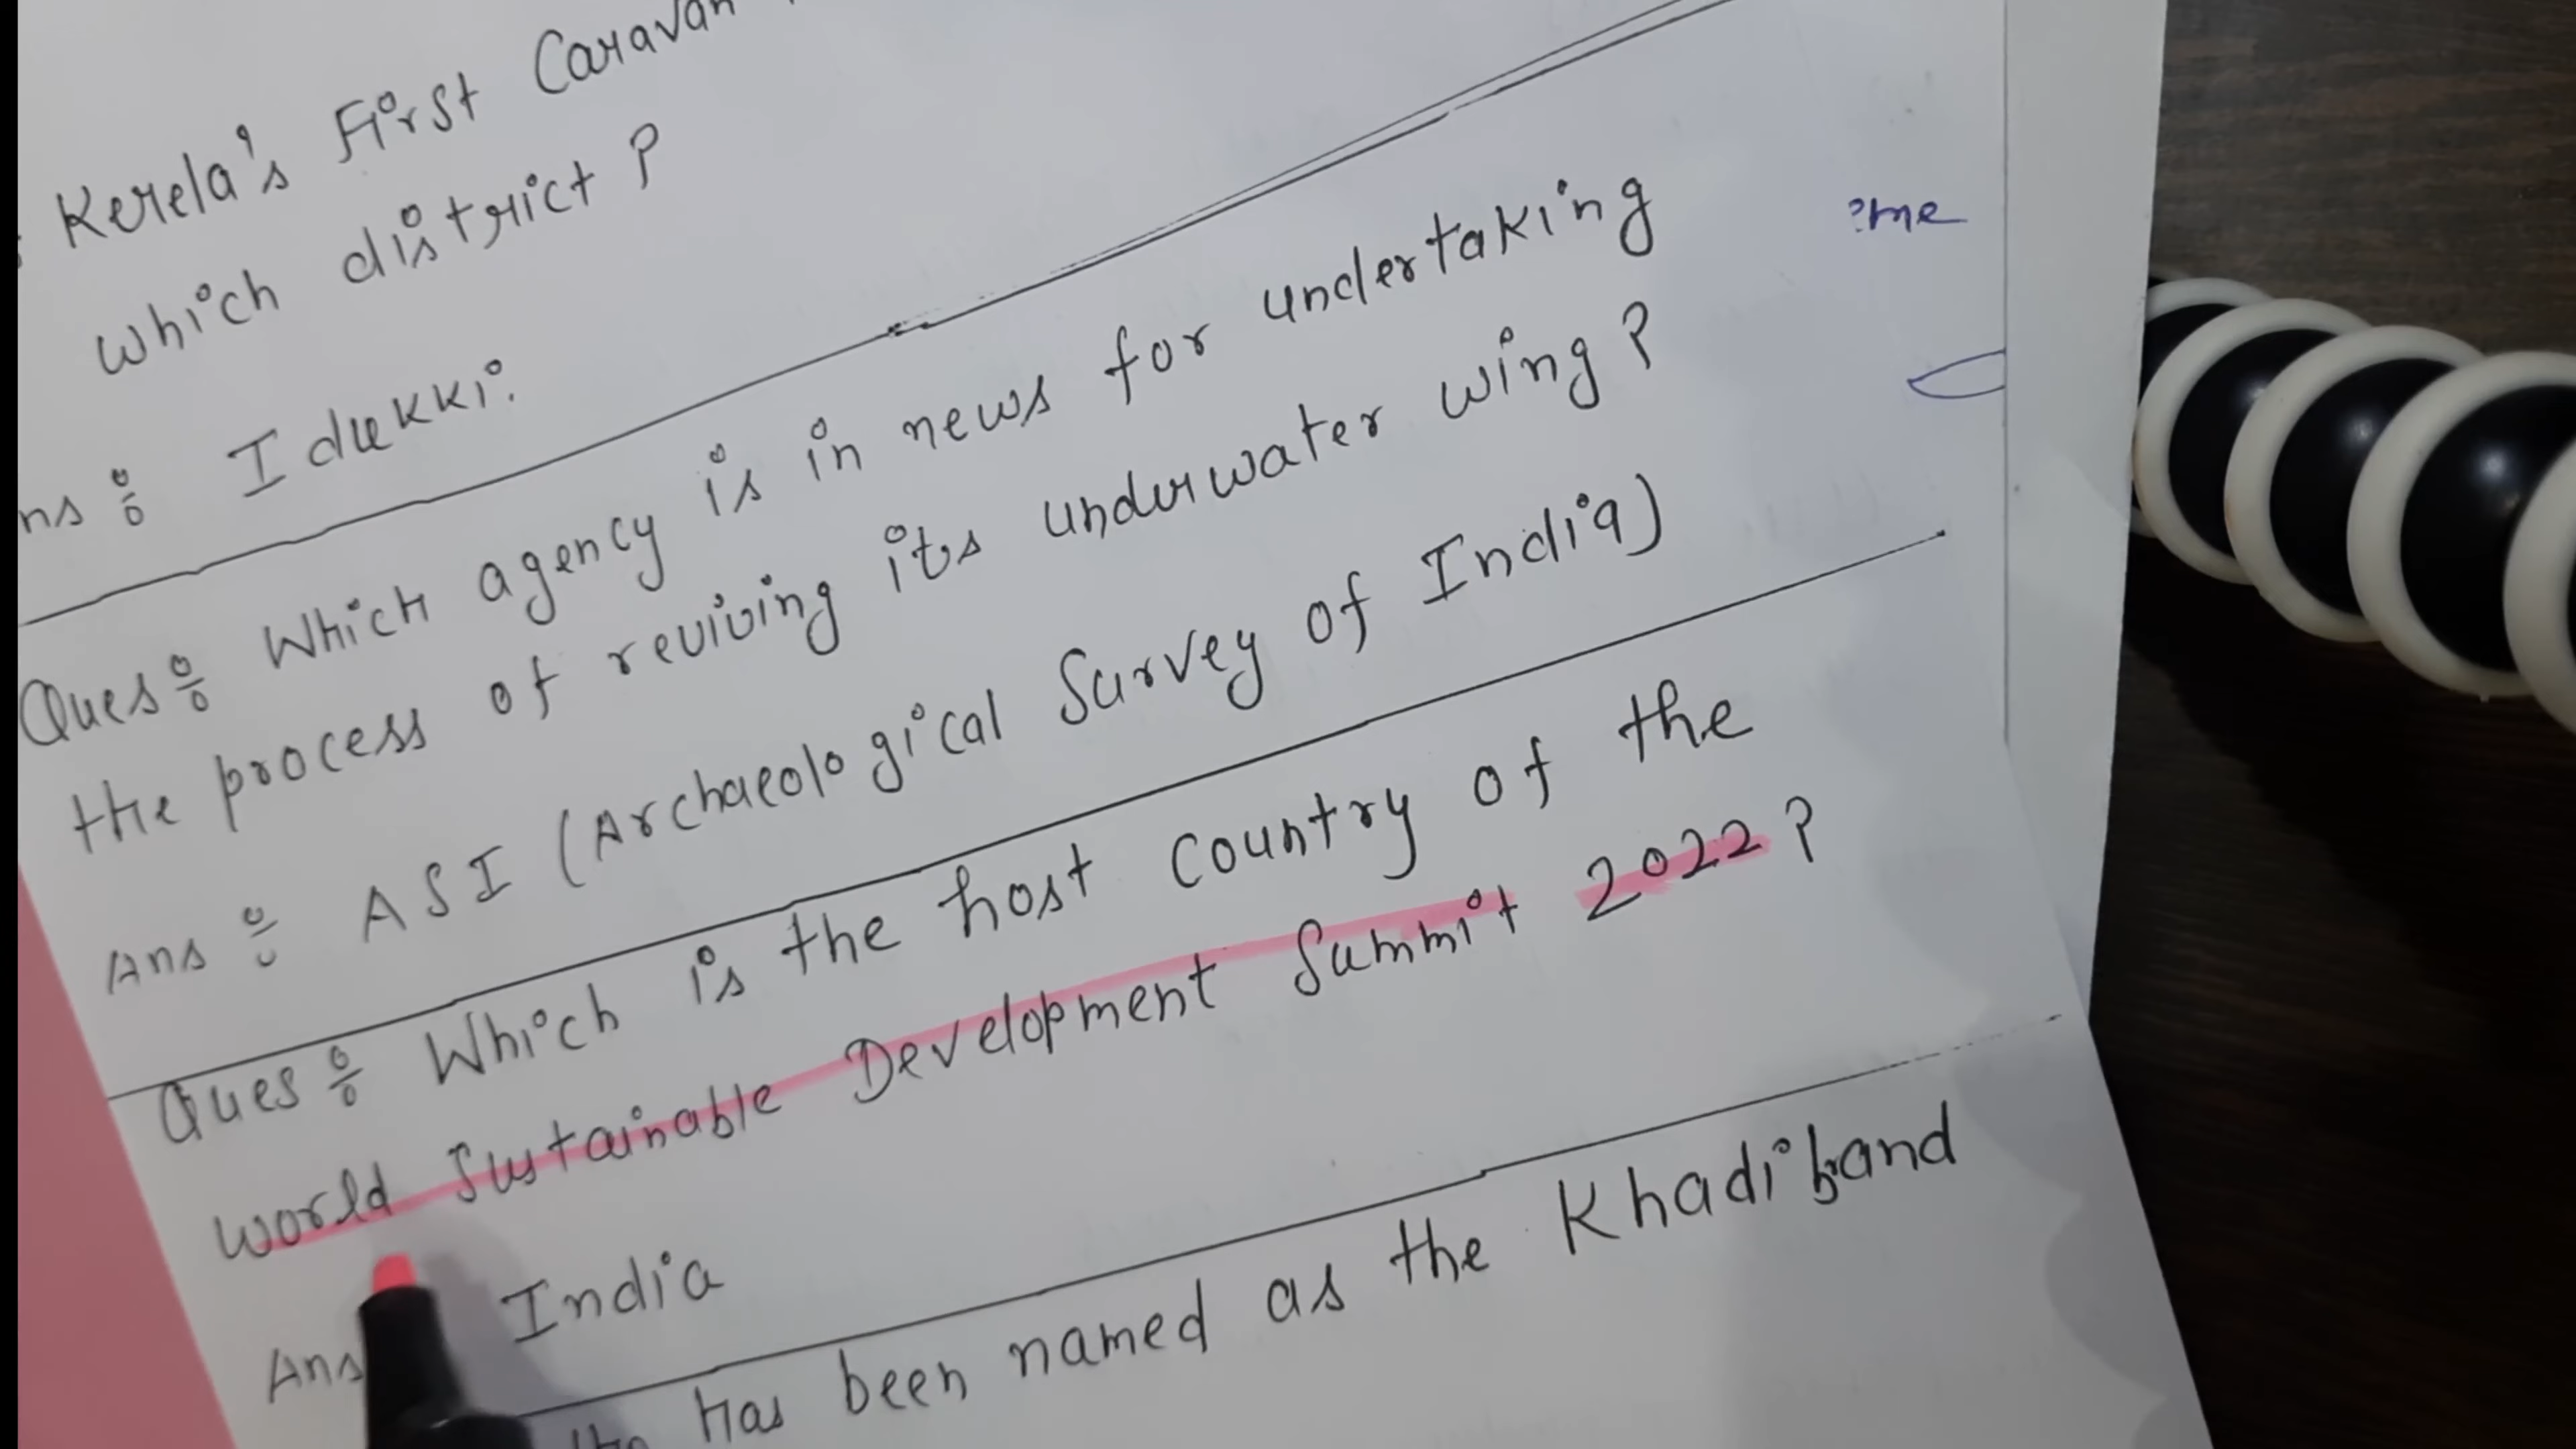 Kerela's First Caravan
which district ?
ns : Idukki.
Ques : Which agency is in news for undertaking
the process of reviving its underwater wing ?
Ans : ASI (Archaeological Survey of India)
Ques : Which is the host country of the
World Sustainable Development Summit 2022 ?
Ans India
has been named as the Khadi brand
me